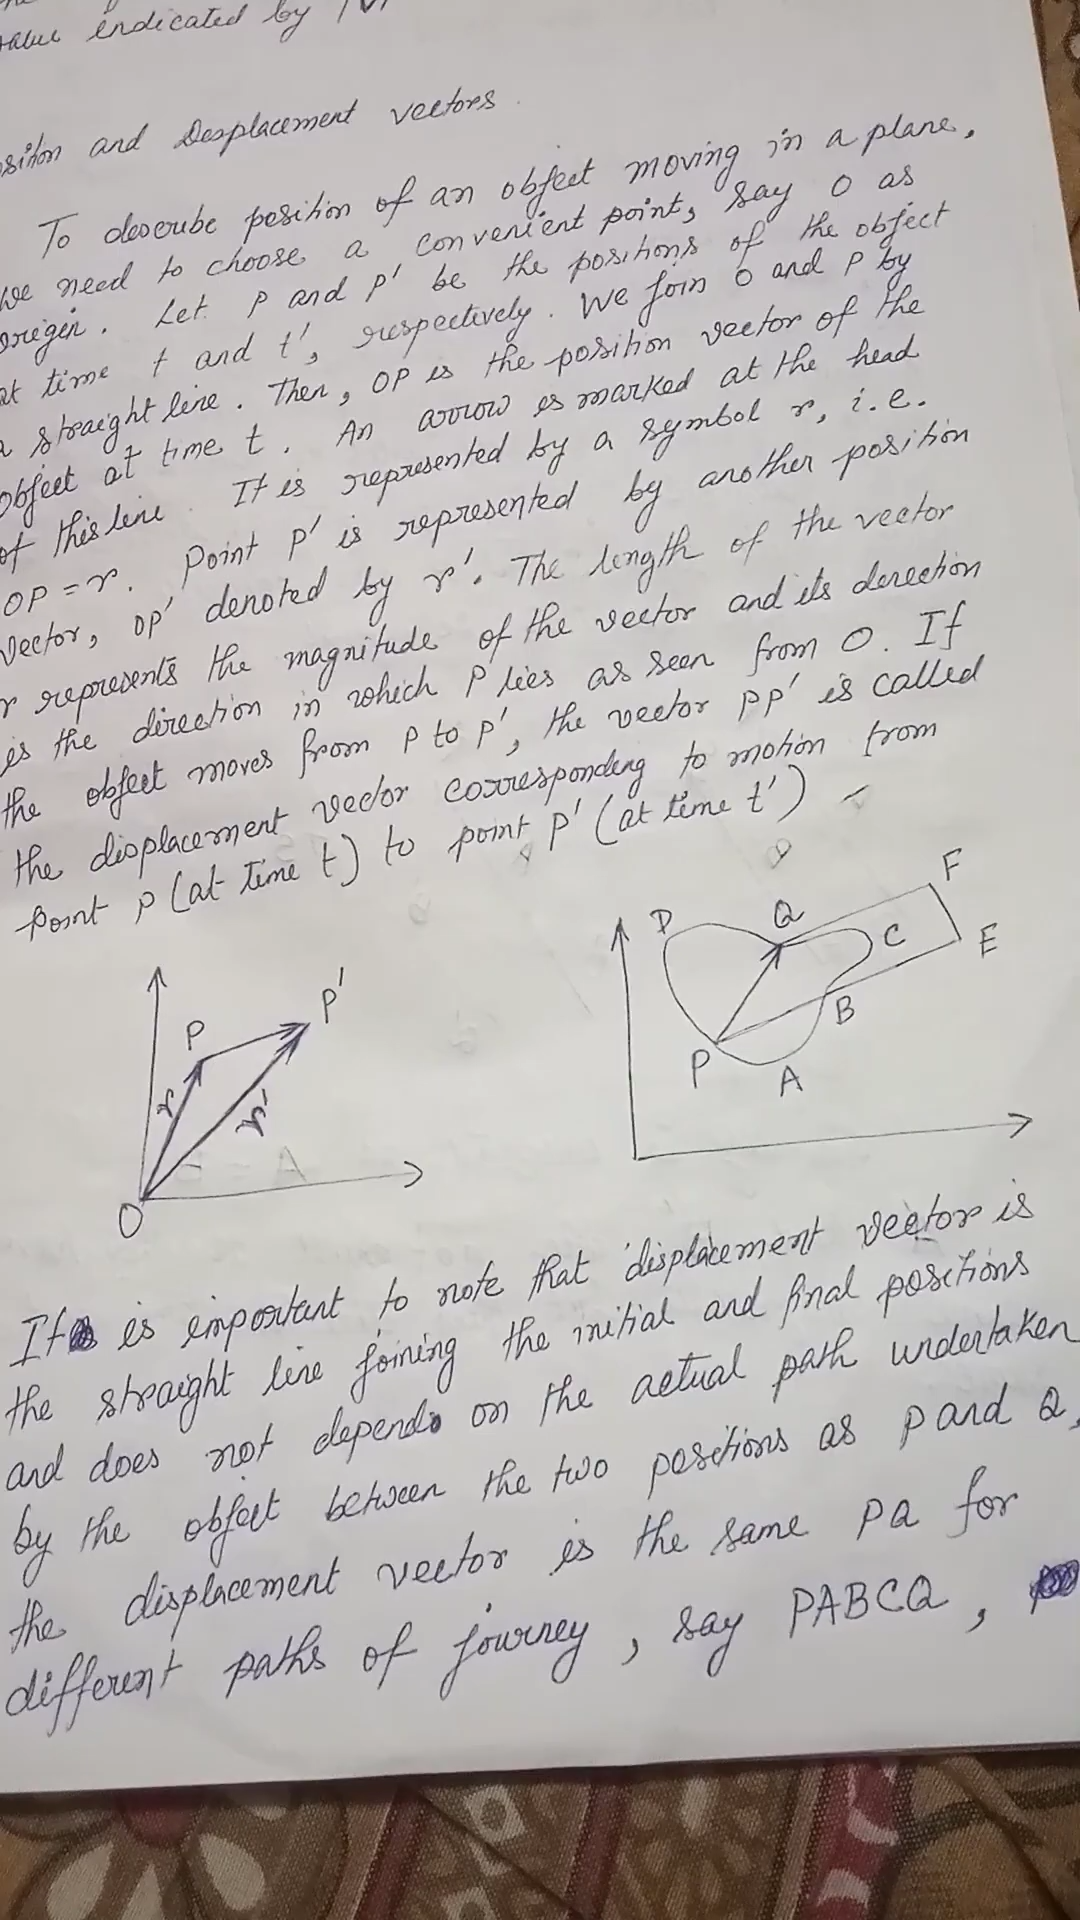 value indicated by |V|
and Displacement vectors.
To describe position of an object moving in a plane,
we need to choose a convenient point, say O as
origin. Let P and P' be the positions of the object
at time t and t', respectively. We join O and P by
a straight line. Then, OP is the position vector of the
object at time t. An arrow is marked at the head
of this line. It is represented by a symbol r, i.e.
OP = r. Point P' is represented by another position
vector, OP' denoted by r'. The length of the vector
r represents the magnitude of the vector and its direction
is the direction in which P lies as seen from O. If
the object moves from P to P', the vector PP' is called
the displacement vector corresponding to motion from
point P (at time t) to point P' (at time t')
P P' r r' O
D Q F C E B P A
It is important to note that displacement vector is
the straight line joining the initial and final positions
and does not depend on the actual path undertaken
by the object between the two positions as P and Q,
the displacement vector is the same PQ for
different paths of journey, say PABCQ,